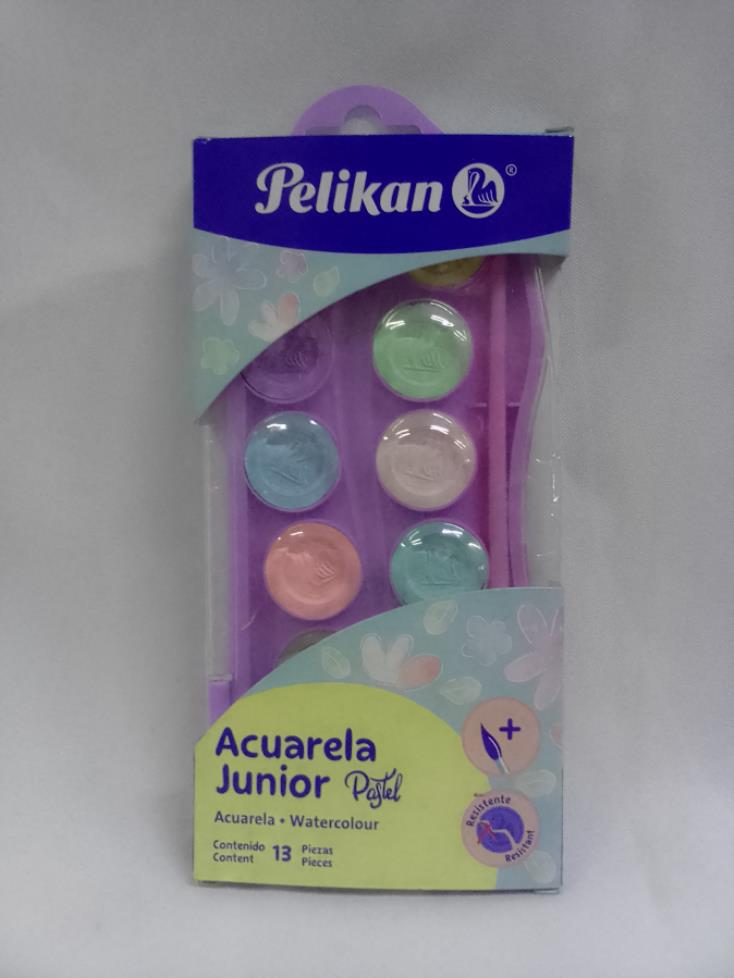 Pelikan ®
Acuarela
Junior Pastel
Acuarela • Watercolour
Contenido 13 Piezas
Content Pieces
+
Resistente
Resistant